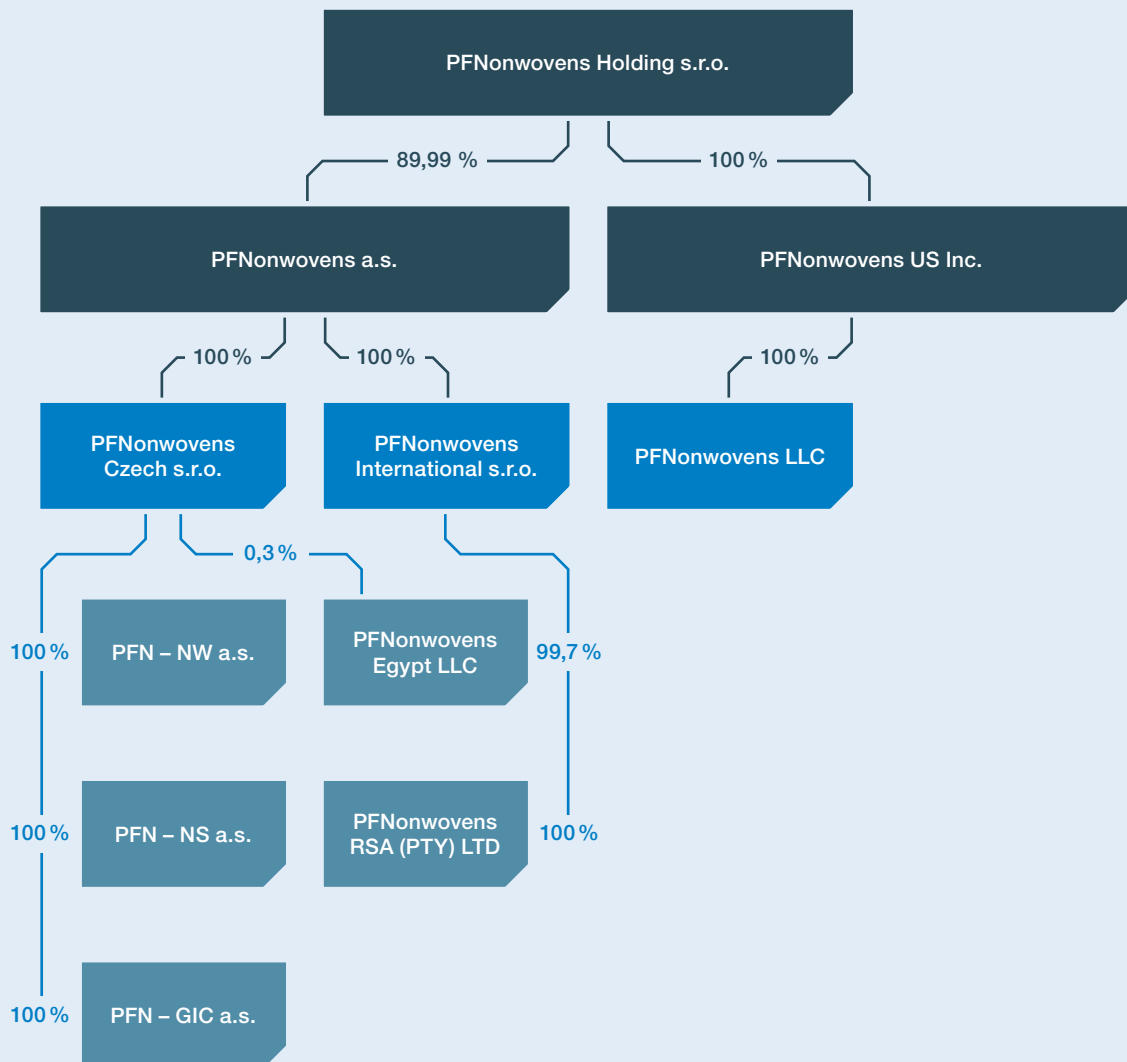 PFNonwovens Holding s.r.o.
89,99 %
100 %
PFNonwovens a.s.
PFNonwovens US Inc.
100 %
100 %
100 %
PFNonwovens
Czech s.r.o.
PFNonwovens
International s.r.o.
PFNonwovens LLC
0,3 %
100 %
PFN – NW a.s.
PFNonwovens
Egypt LLC
99,7 %
100 %
PFN – NS a.s.
PFNonwovens
RSA (PTY) LTD
100 %
100 %
PFN – GIC a.s.